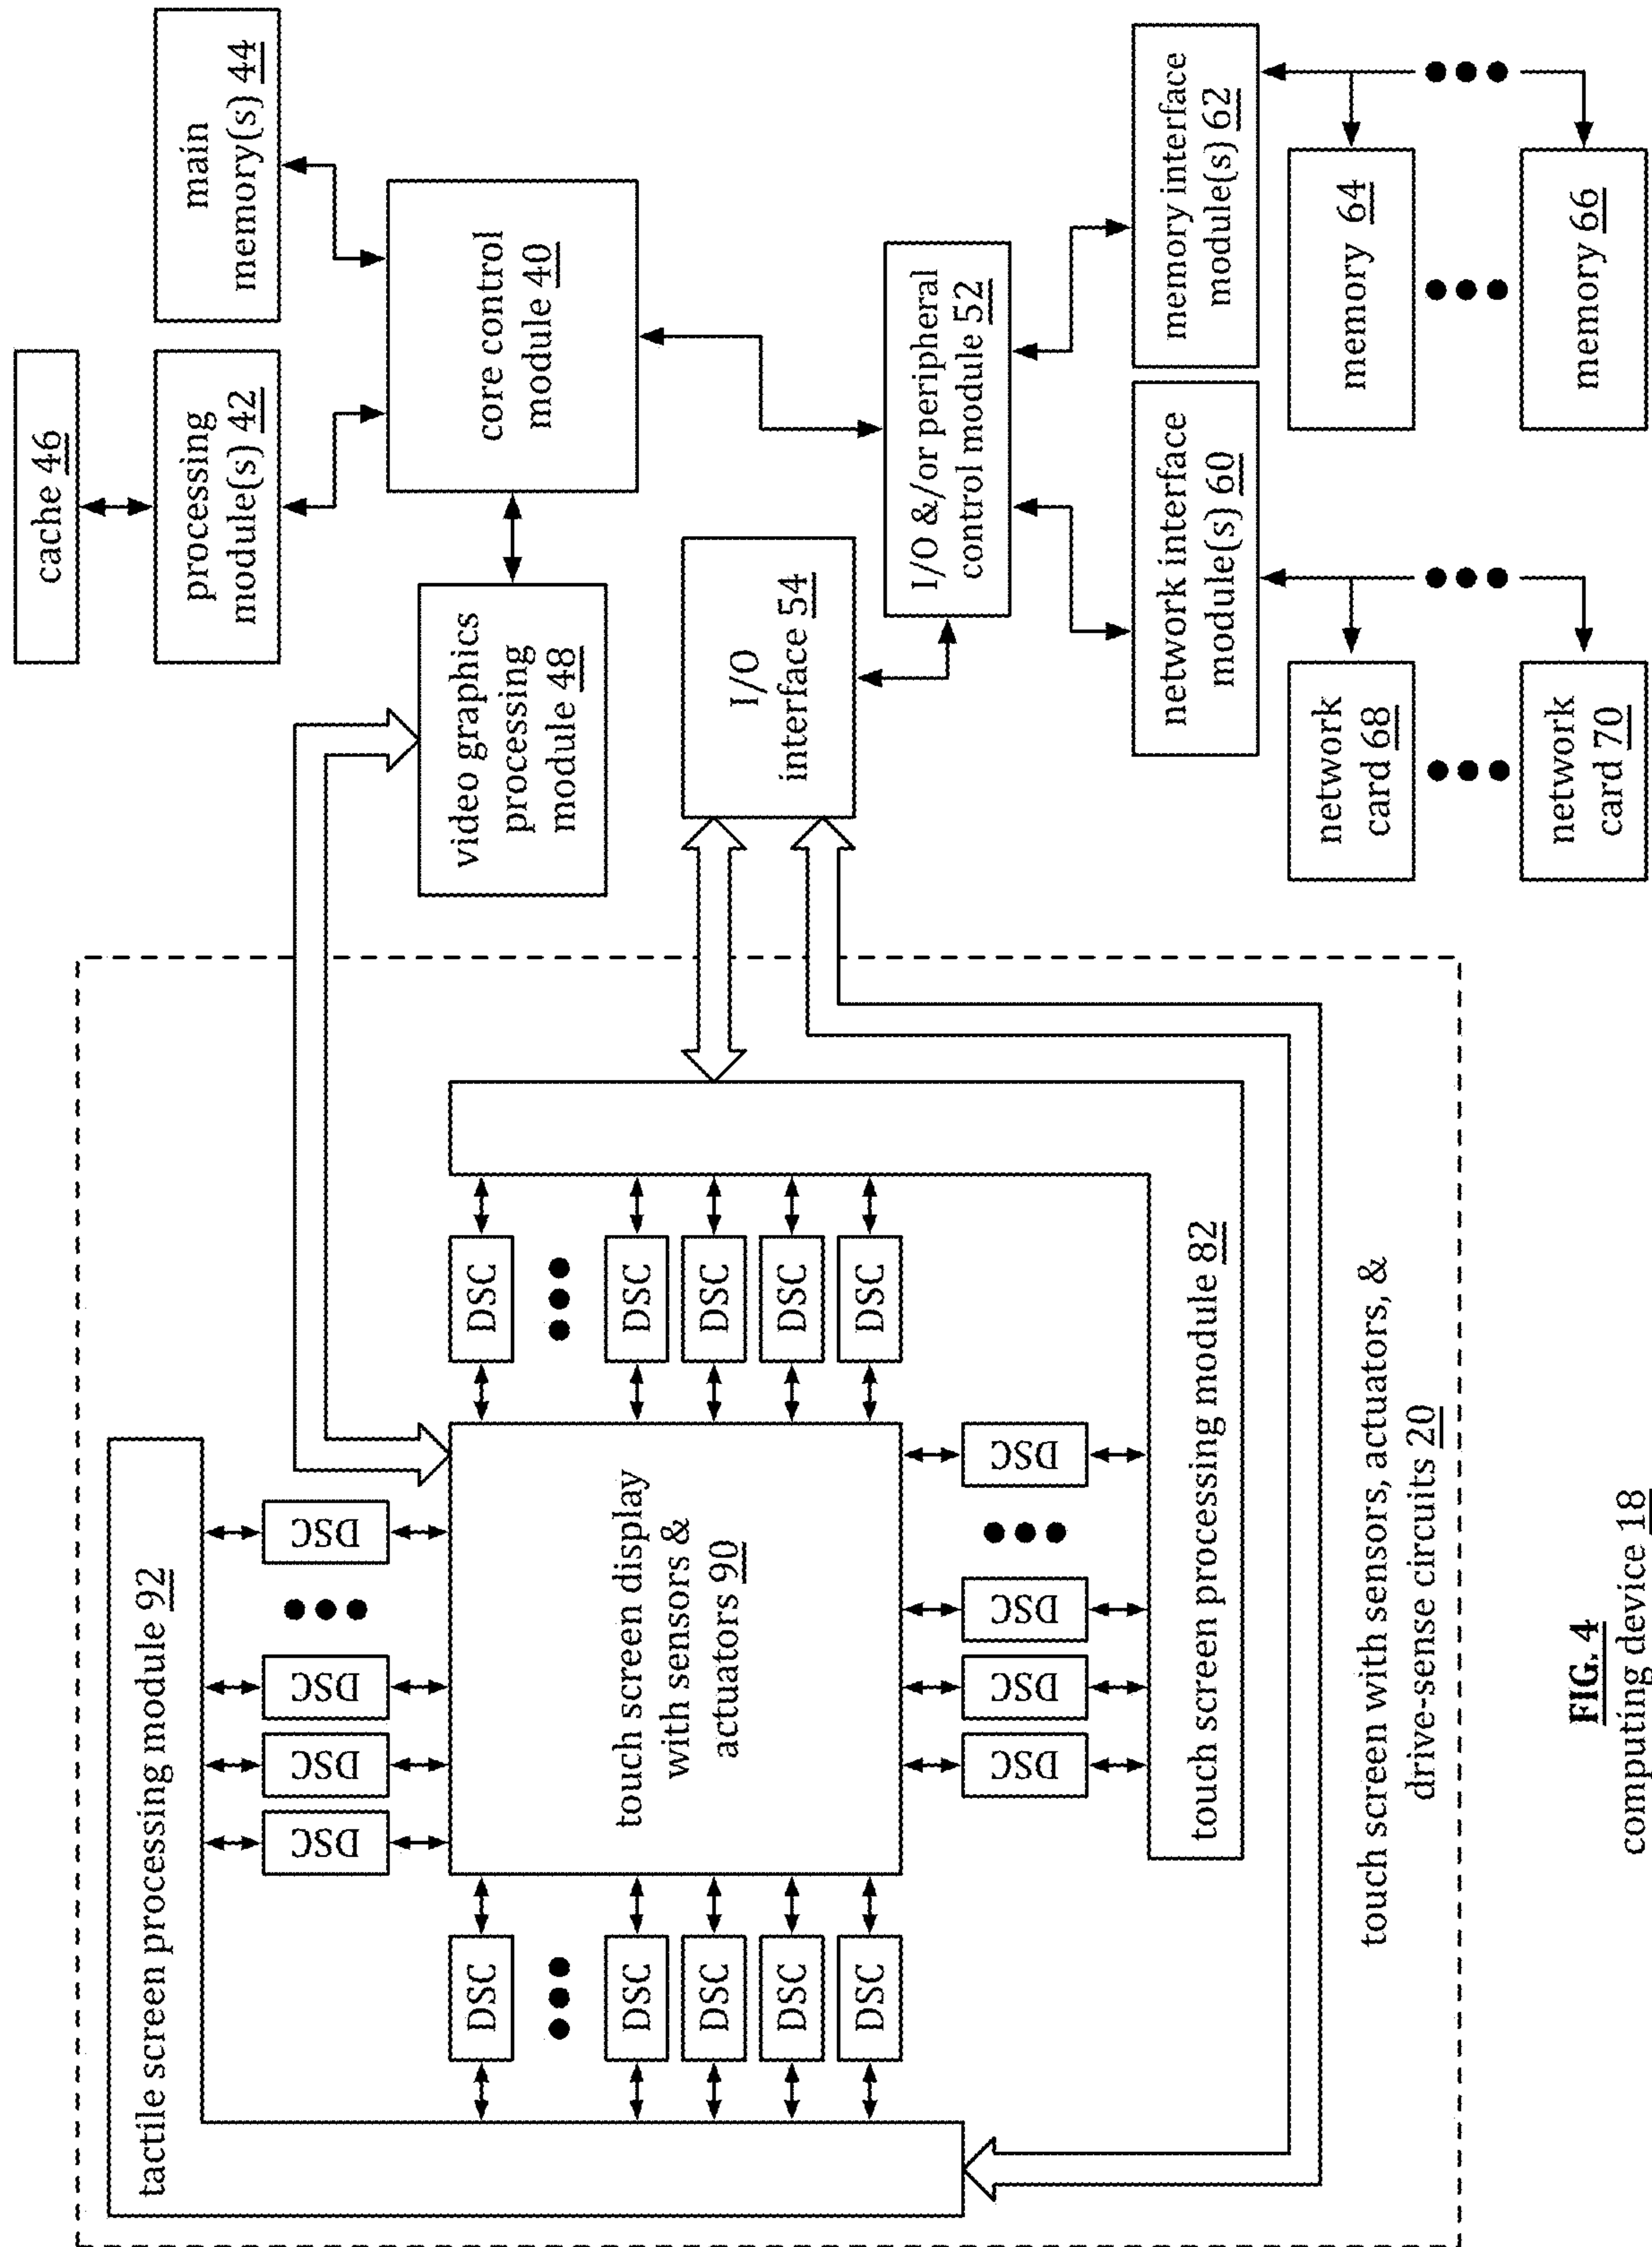 cache 46
processing
module(s) 42
main
memory(s) 44
core control
module 40
video graphics
processing
module 48
I/O
interface 54
I/O &/or peripheral
control module 52
network interface
module(s) 60
memory interface
module(s) 62
network
card 68
network
card 70
memory 64
memory 66
tactile screen processing module 92
DSC
DSC
DSC
DSC
DSC
DSC
DSC
DSC
DSC
touch screen display
with sensors &
actuators 90
DSC
DSC
DSC
DSC
DSC
DSC
DSC
DSC
DSC
touch screen processing module 82
touch screen with sensors, actuators, &
drive-sense circuits 20
FIG. 4
computing device 18